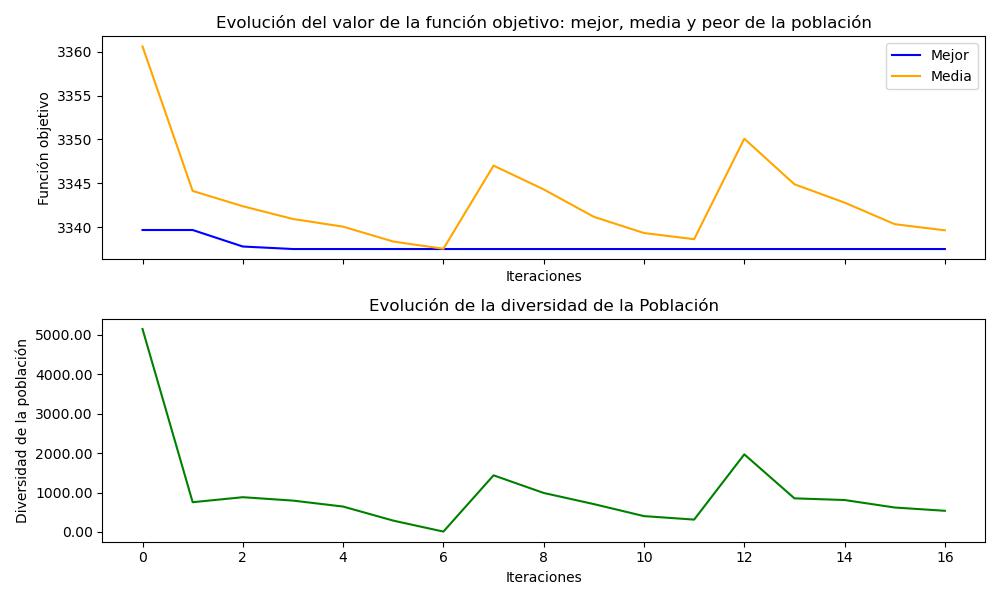 Evolución del valor de la función objetivo: mejor, media y peor de la población
Función objetivo
3360
3355
3350
3345
3340
Mejor
Media
Iteraciones
Evolución de la diversidad de la Población
Diversidad de la población
5000.00
4000.00
3000.00
2000.00
1000.00
0.00
0 2 4 6 8 10 12 14 16
Iteraciones